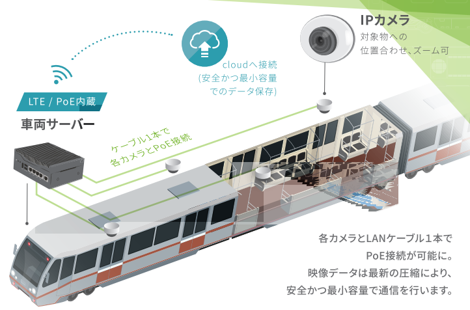 IPカメラ
対象物への
位置合わせ、ズーム可
cloudへ接続
(安全かつ最小容量
でのデータ保存)
LTE / PoE内蔵
車両サーバー
ケーブル1本で
各カメラとPoE接続
各カメラとLANケーブル1本で
PoE接続が可能に。
映像データは最新の圧縮により、
安全かつ最小容量で通信を行います。